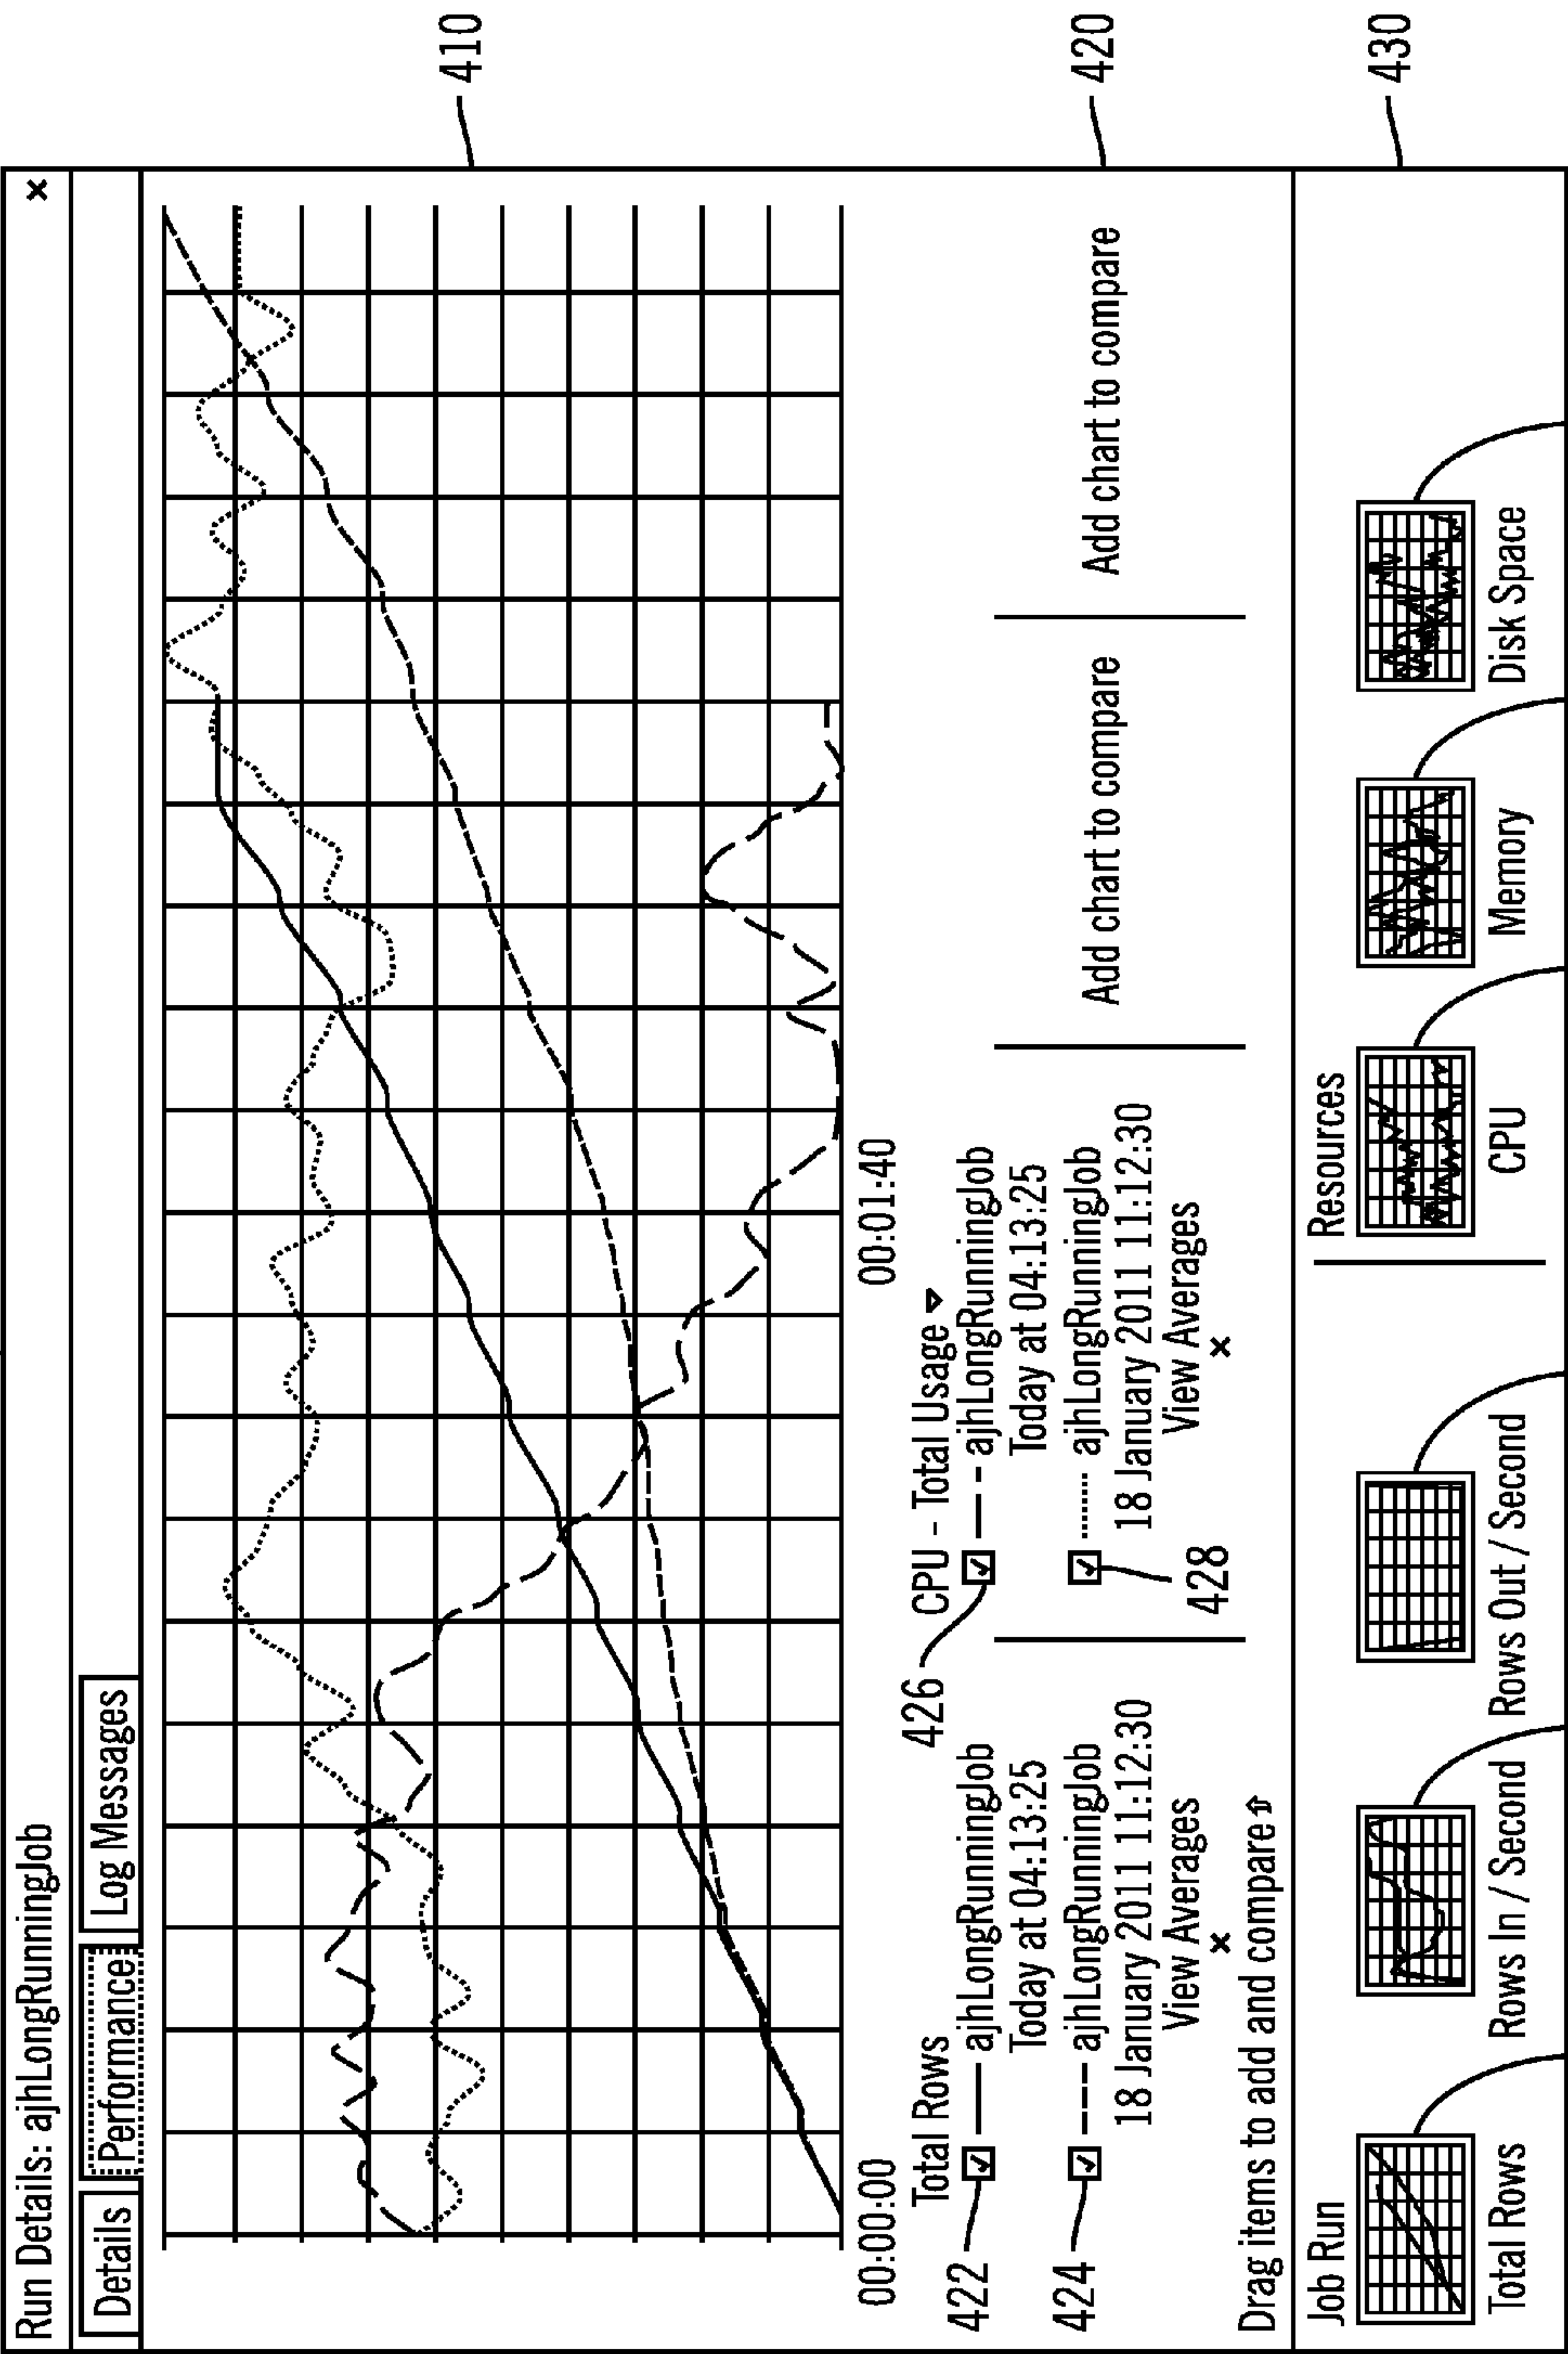 Run Details: ajhLongRunningJob
×
Details
Performance
Log Messages
410
00:00:00
00:01:40
Total Rows
422
ajhLongRunningJob
Today at 04:13:25
424
ajhLongRunningJob
18 January 2011 11:12:30
View Averages
×
426
CPU - Total Usage
ajhLongRunningJob
Today at 04:13:25
ajhLongRunningJob
18 January 2011 11:12:30
428
View Averages
×
Add chart to compare
Add chart to compare
420
Drag items to add and compare
Job Run
Resources
430
Total Rows
Rows In / Second
Rows Out / Second
CPU
Memory
Disk Space